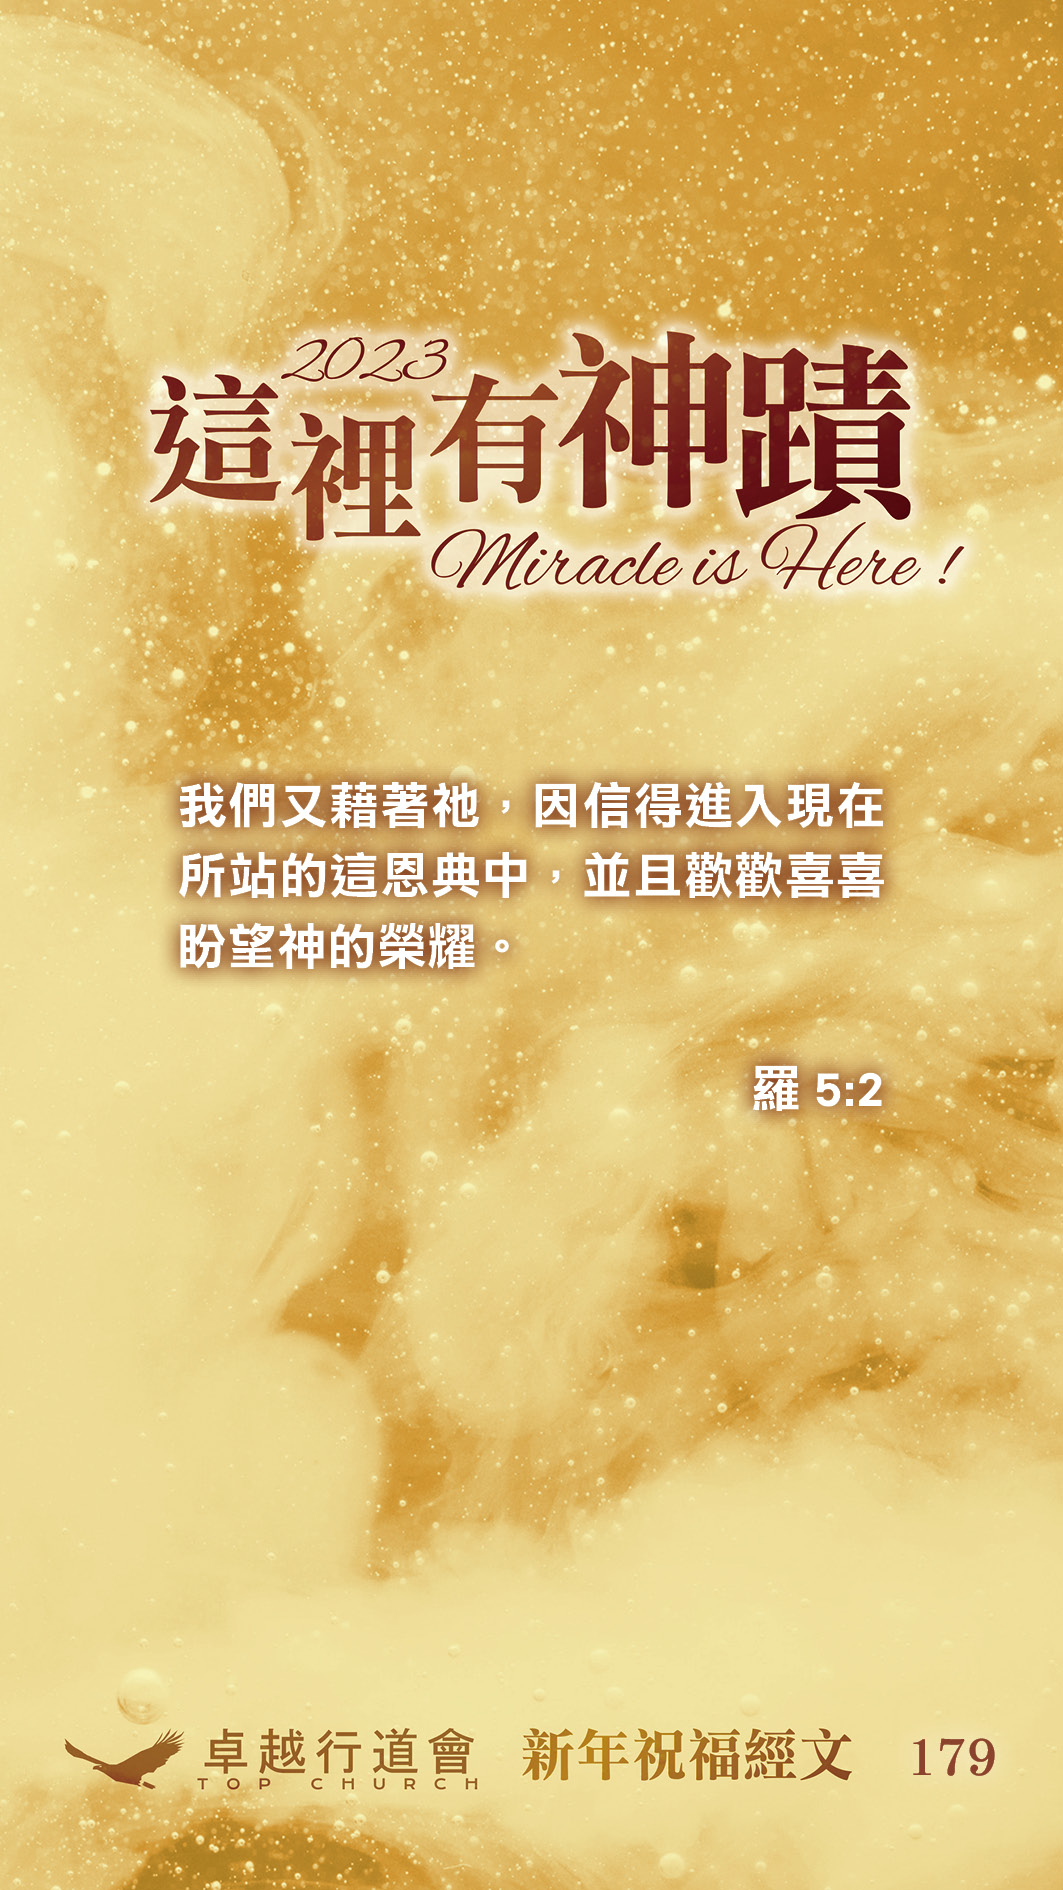 2023
這裡有神蹟
Miracle is Here !
我們又藉著祂，因信得進入現在
所站的這恩典中，並且歡歡喜喜
盼望神的榮耀。
羅 5:2
卓越行道會 新年祝福經文 179
TOP CHURCH